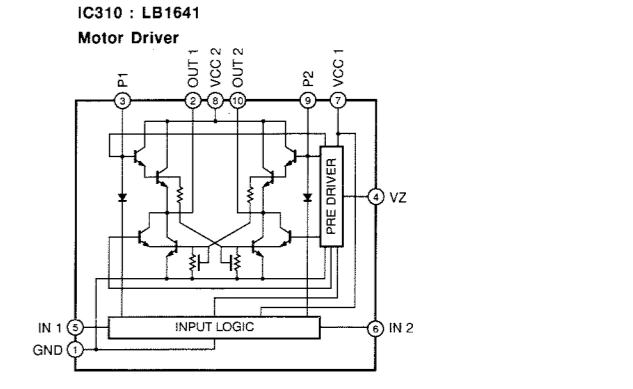 IC310 : LB1641
Motor Driver
P1
OUT 1
VCC 2
OUT 2
P2
VCC 1
3
2
8
10
9
7
PRE DRIVER
4
VZ
IN 1
5
INPUT LOGIC
6
IN 2
GND
1